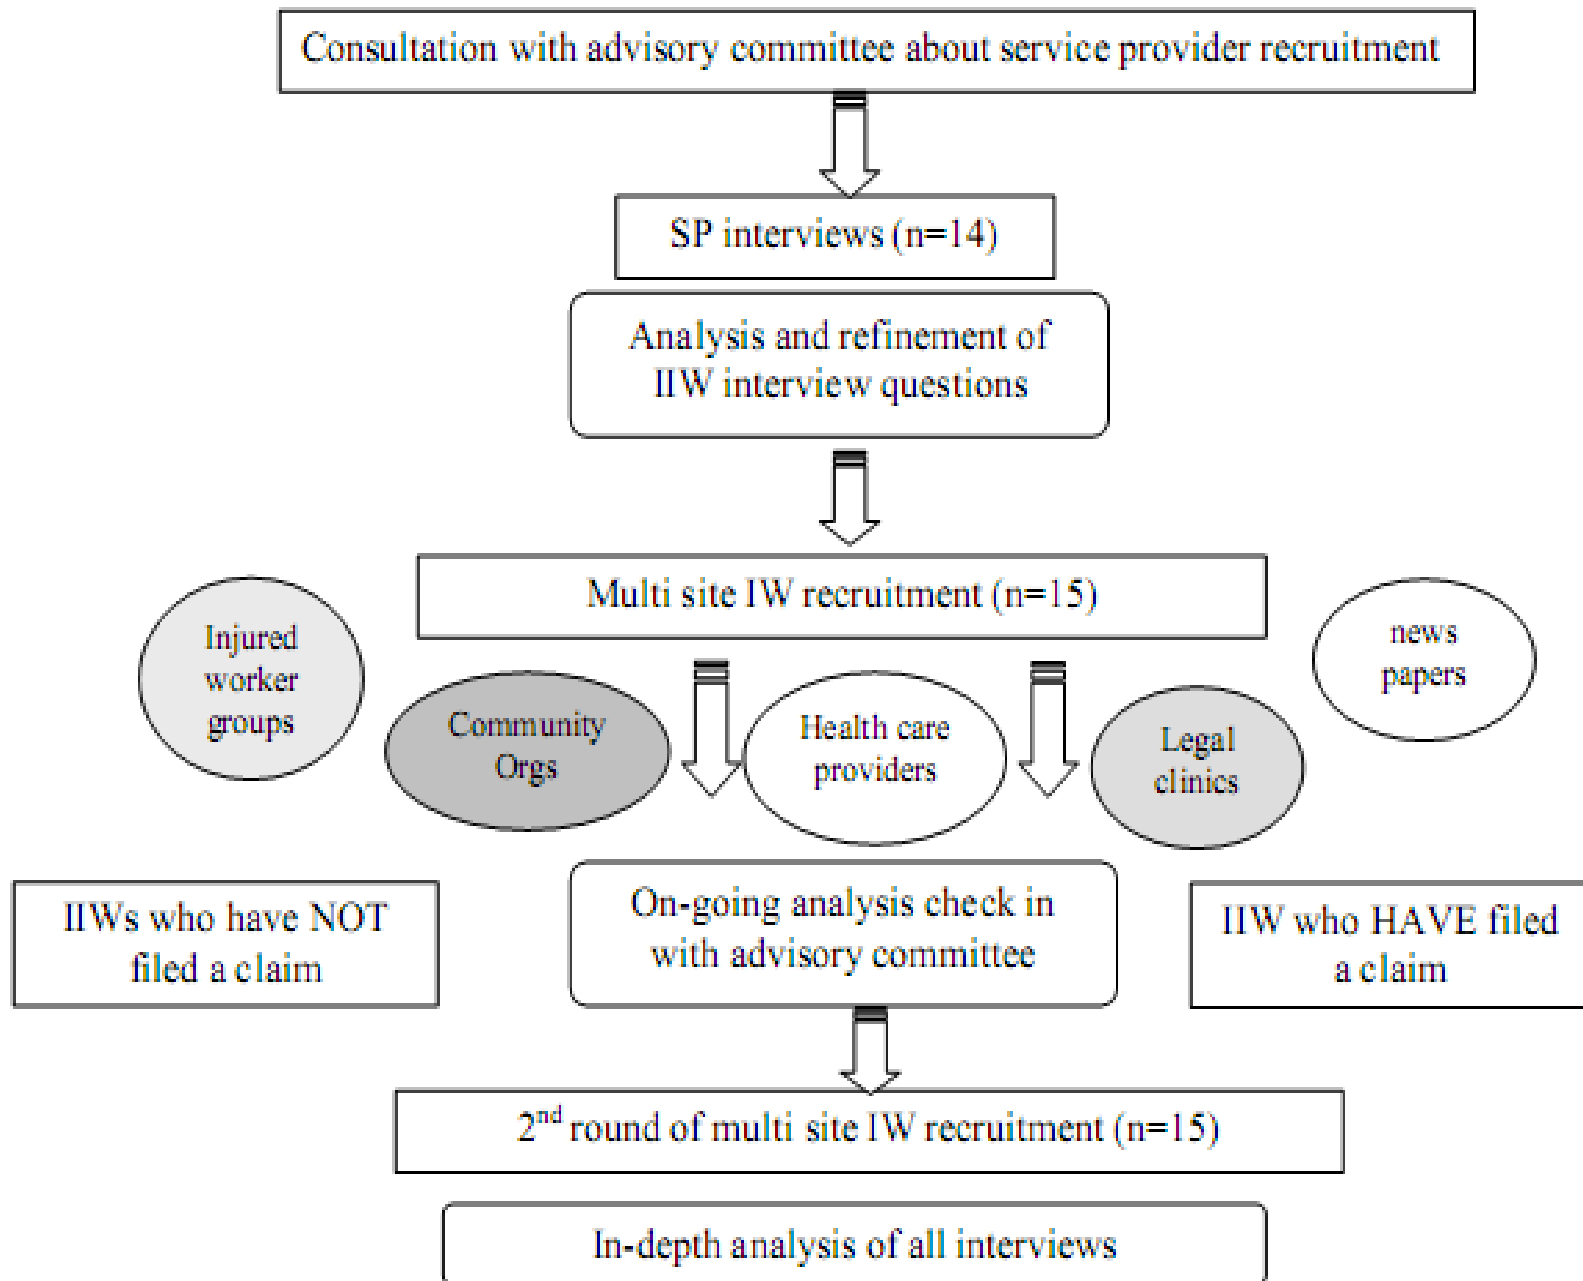 Consultation with advisory committee about service provider recruitment
SP interviews (n=14)
Analysis and refinement of
IIW interview questions
Multi site IW recruitment (n=15)
Injured
worker
groups
Community
Orgs
Health care
providers
Legal
clinics
news
papers
IIWs who have NOT
filed a claim
On-going analysis check in
with advisory committee
IIW who HAVE filed
a claim
2nd round of multi site IW recruitment (n=15)
In-depth analysis of all interviews